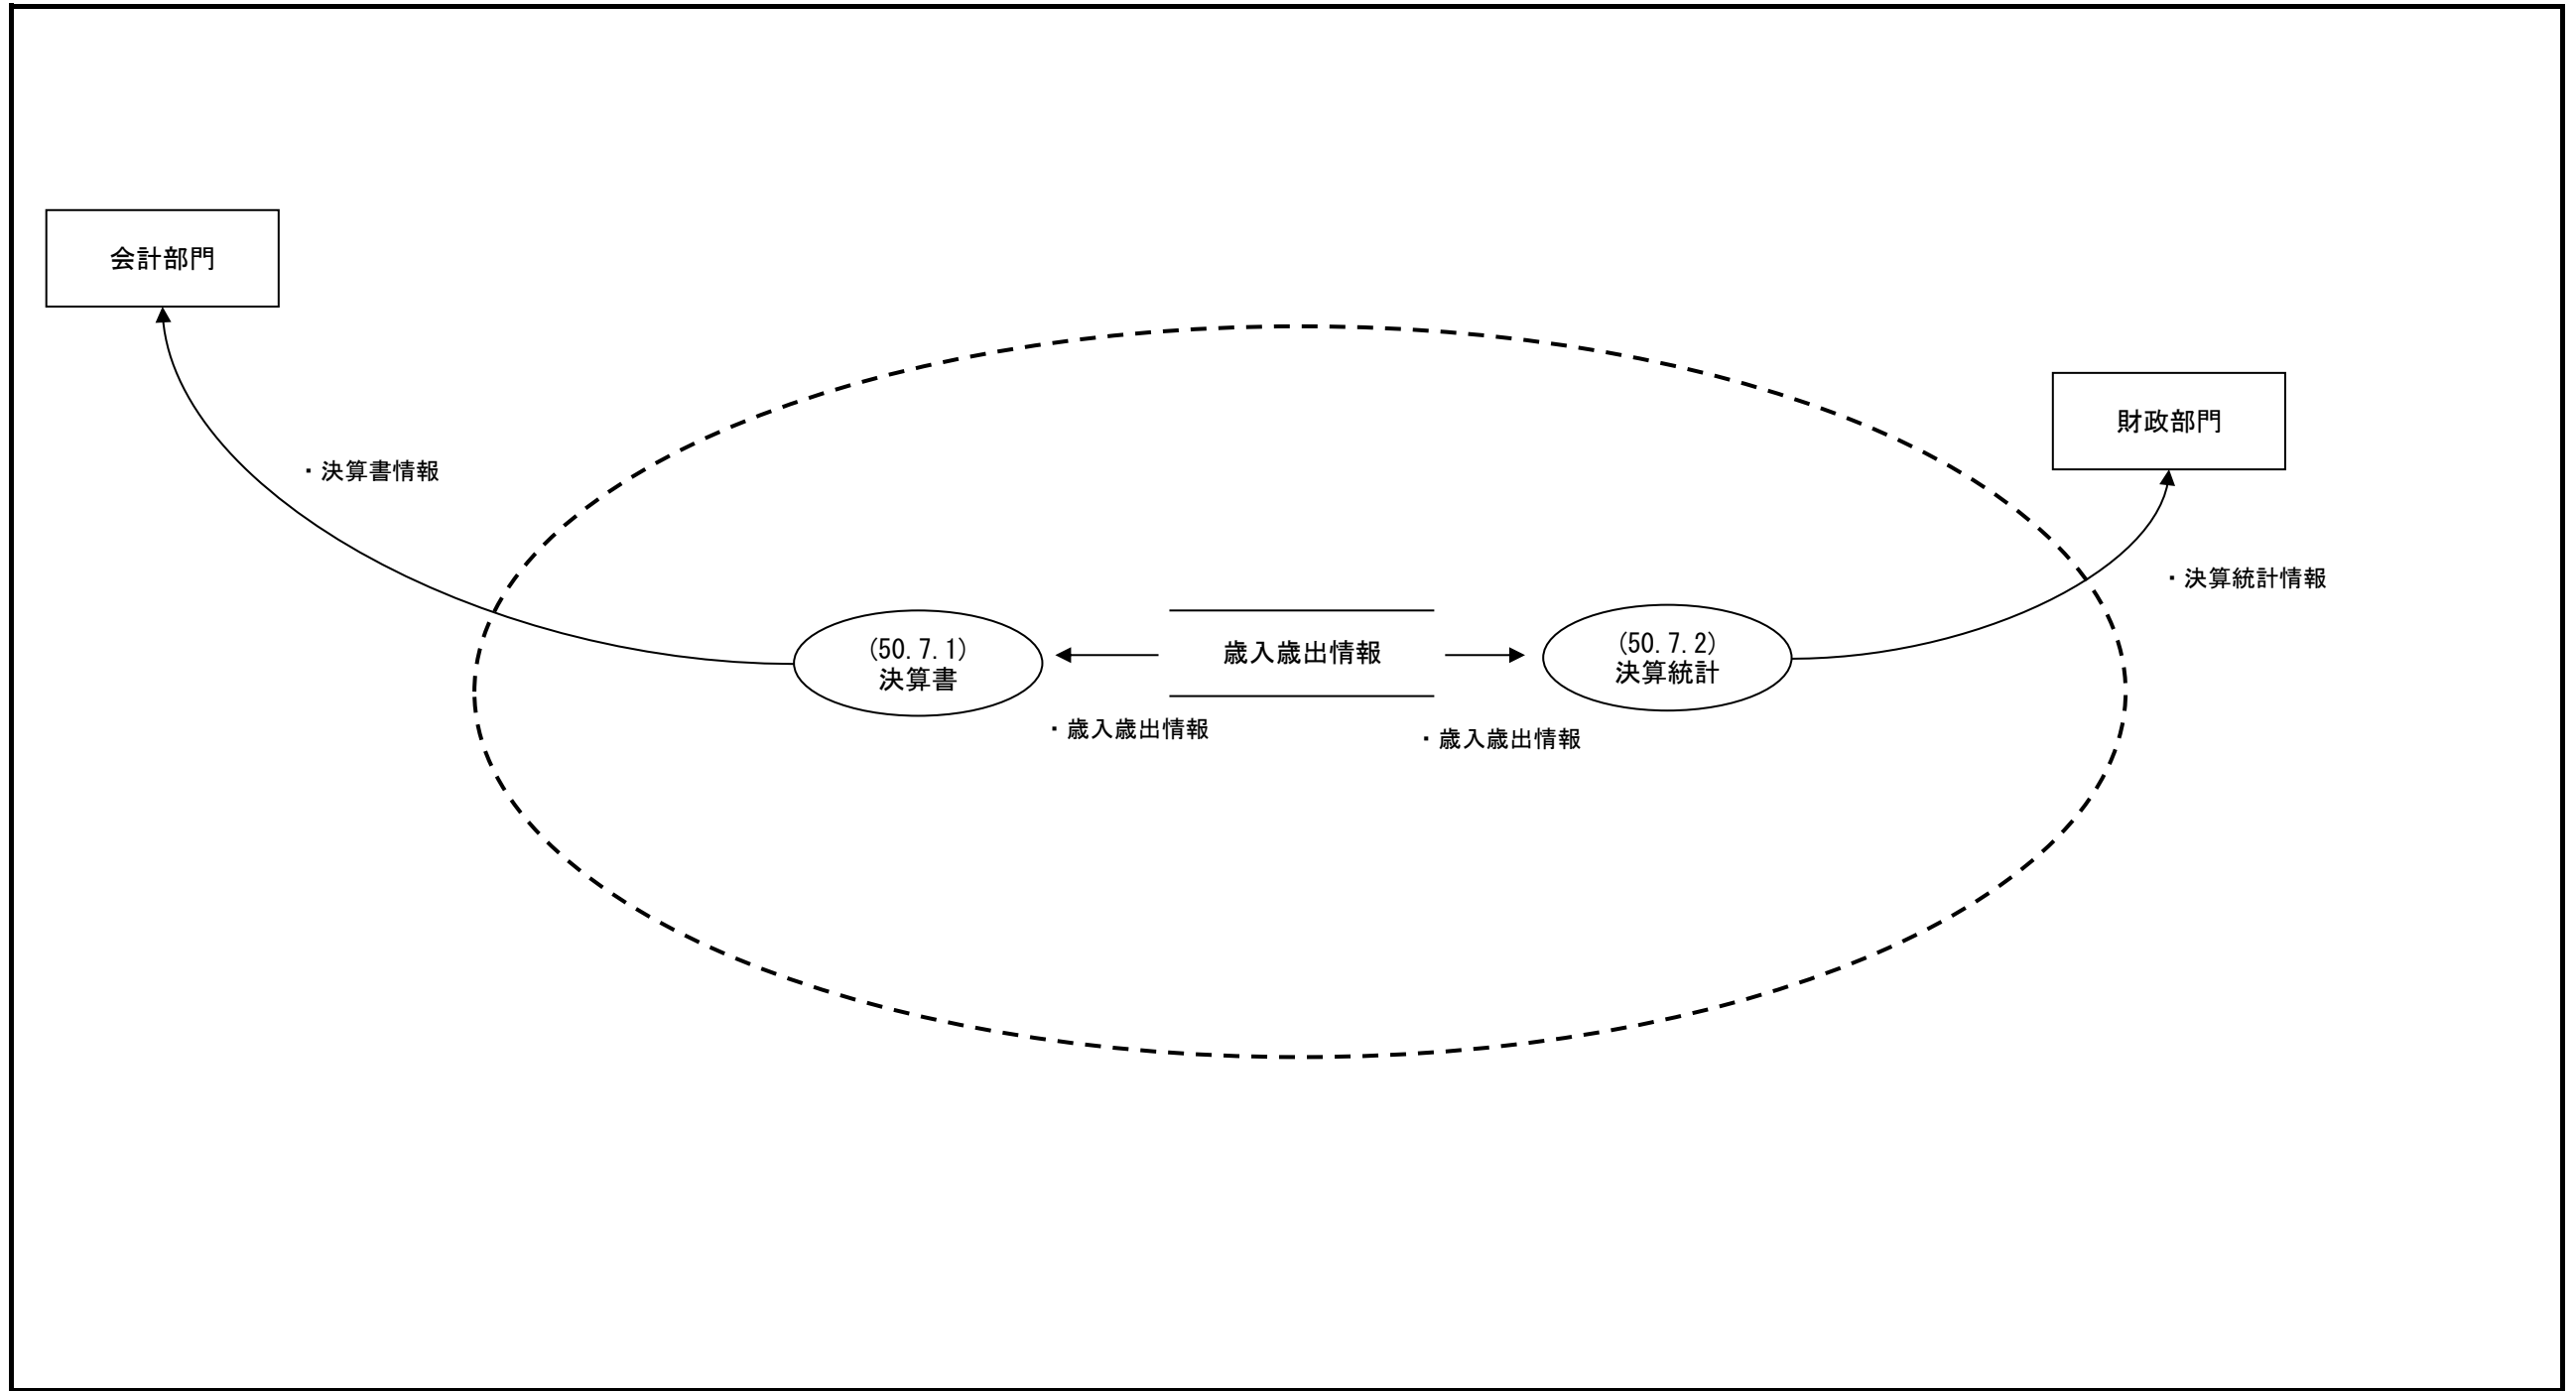 会計部門
財政部門
・決算書情報
・決算統計情報
(50.7.1)
決算書
歳入歳出情報
(50.7.2)
決算統計
・歳入歳出情報
・歳入歳出情報